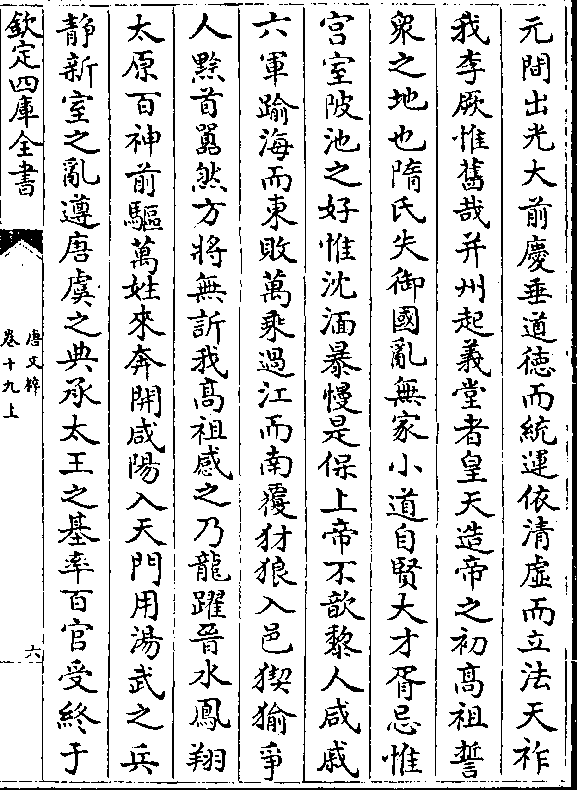 元間出光大前慶垂道德而統運依清虛而立法天祚
我李厥惟舊哉并州起義堂者皇天造帝之初高祖誓
衆之地也隋氏失御國亂無家小道自賢大才胥忌惟
宫室陂池之好惟沈湎暴慢是保上帝不歆黎人咸戚
六軍踰海而東敗萬乘過江而南覆豺狼入邑猰㺄爭
人黔首嚚然方將無訴我髙祖感之乃龍躍晉水鳳翔
太原百神前驅萬姓來奔開咸陽入天門用湯武之兵
静新室之亂遵唐虞之典承太王之基率百官受終于
欽定四庫全書
唐文粹
卷十九上
六